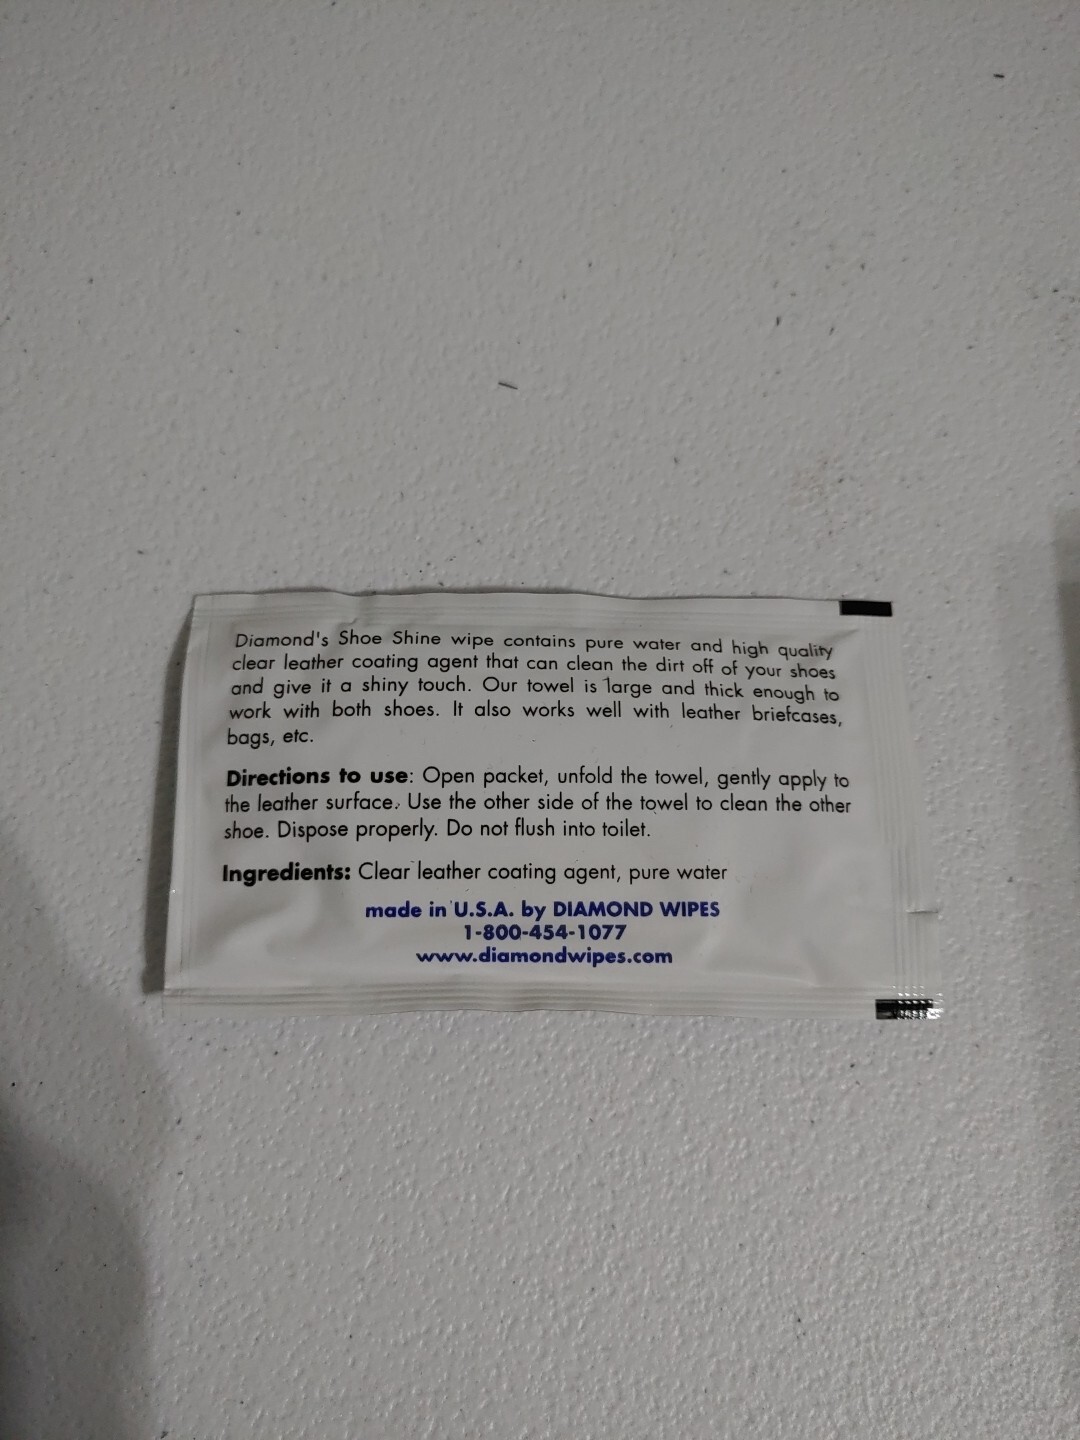 Diamond's Shoe Shine wipe contains pure water and high quality
clear leather coating agent that can clean the dirt off of your shoes
and give it a shiny touch. Our towel is large and thick enough to
work with both shoes. It also works well with leather briefcases,
bags, etc.
Directions to use: Open packet, unfold the towel, gently apply to
the leather surface. Use the other side of the towel to clean the other
shoe. Dispose properly. Do not flush into toilet.
Ingredients: Clear leather coating agent, pure water
made in U.S.A. by DIAMOND WIPES
1-800-454-1077
www.diamondwipes.com